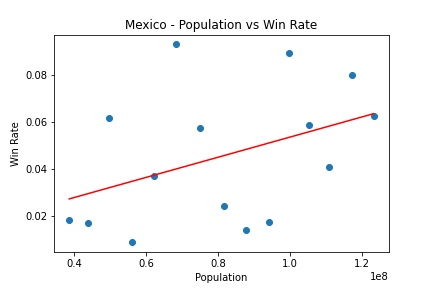 Mexico - Population vs Win Rate
0.08
0.06
0.04
0.02
Win Rate
0.4 0.6 0.8 1.0 1.2
1e8
Population